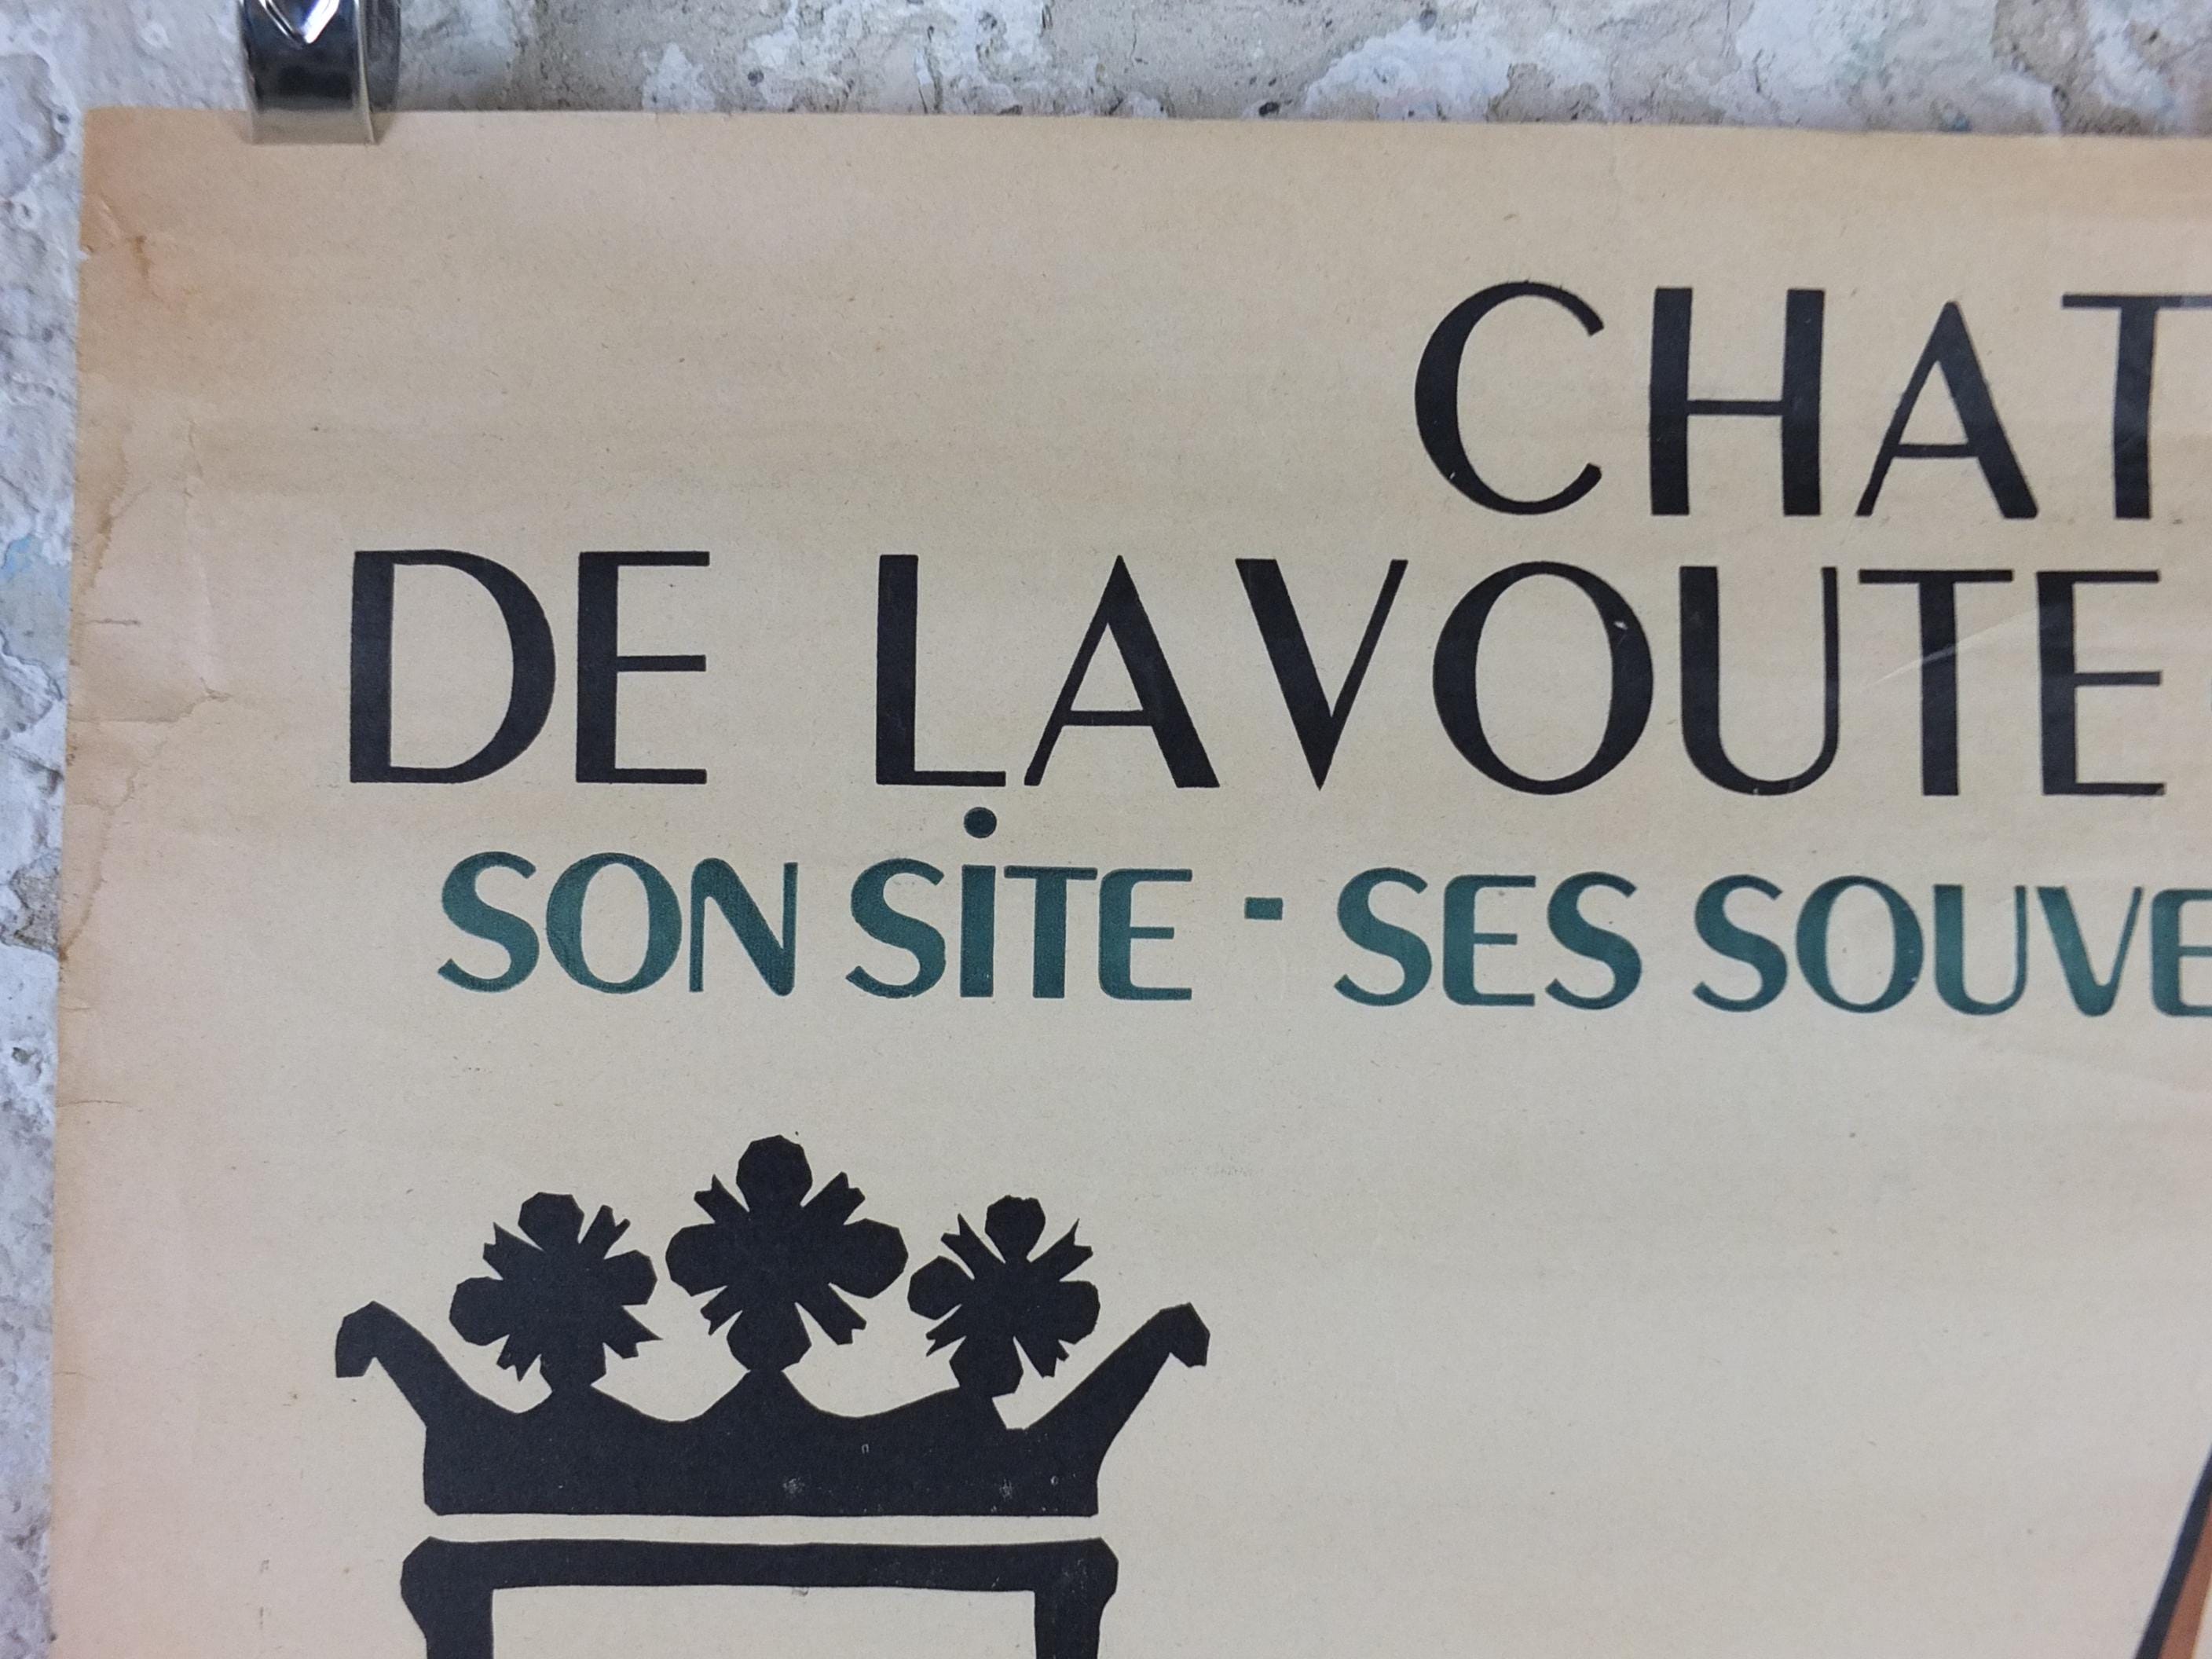 CHAT
DE LAVOUTE
SON SiTE - SES SOUVE